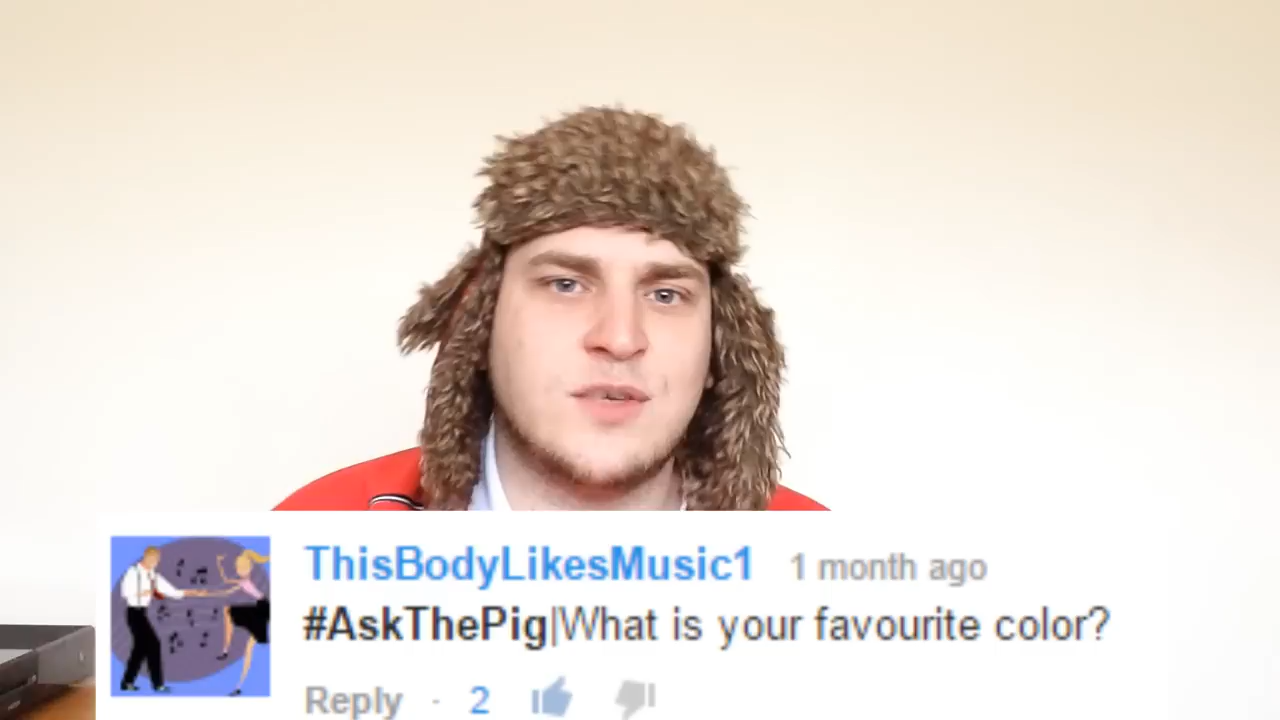 ThisBodyLikesMusic1 1 month ago
#AskThePig|What is your favourite color?
Reply · 2